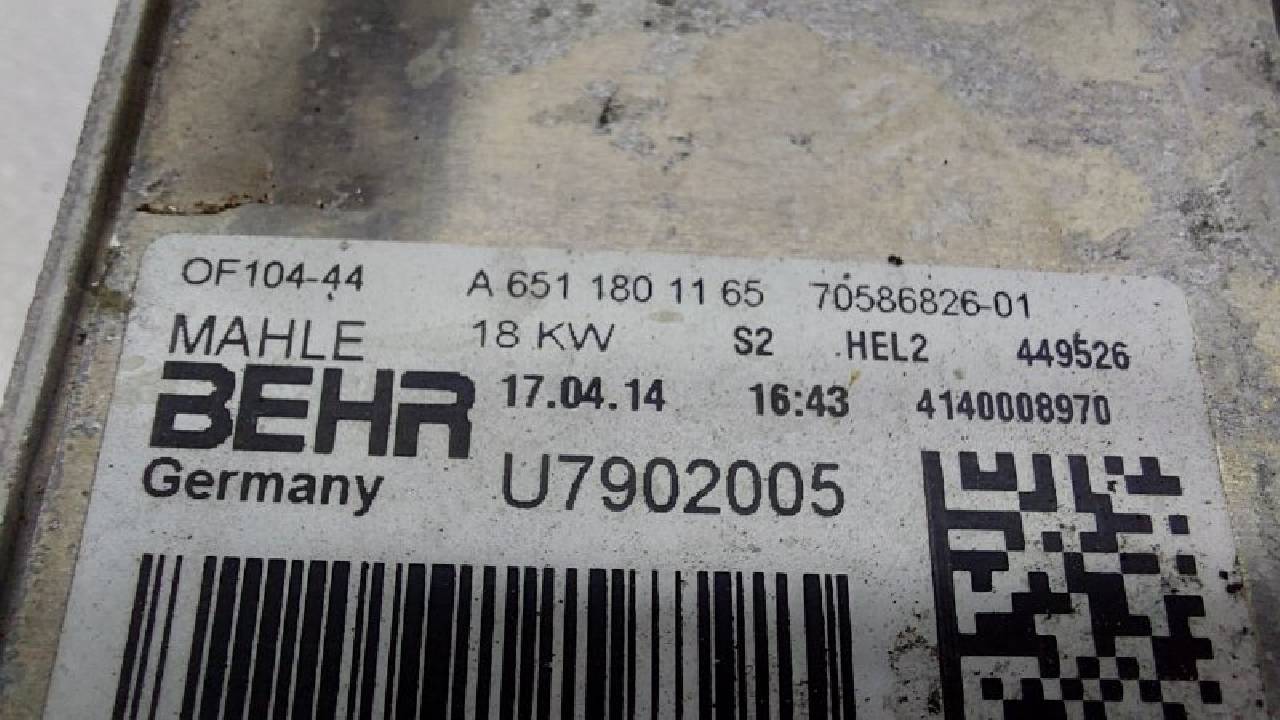 OF104-44 A 651 180 11 65 70586826-01
MAHLE 18 KW S2 HEL2 449526
BEHR 17.04.14 16:43 4140008970
Germany U7902005